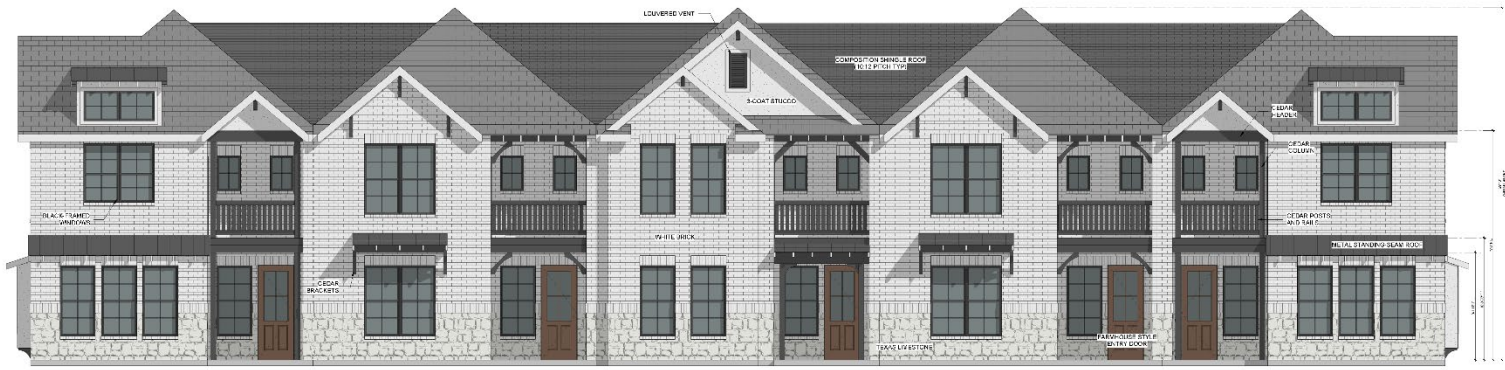 LOUVERED VENT
COMPOSITION SHINGLE ROOF
(10:12 PITCH TYP)
3-COAT STUCCO
CEDAR
HEADER
CEDAR
COLUMN
BLACK FRAMED
WINDOWS
CEDAR POSTS
AND RAILS
WHITE BRICK
METAL STANDING-SEAM ROOF
CEDAR
BRACKETS
FARMHOUSE STYLE
ENTRY DOOR
TEXAS LIMESTONE